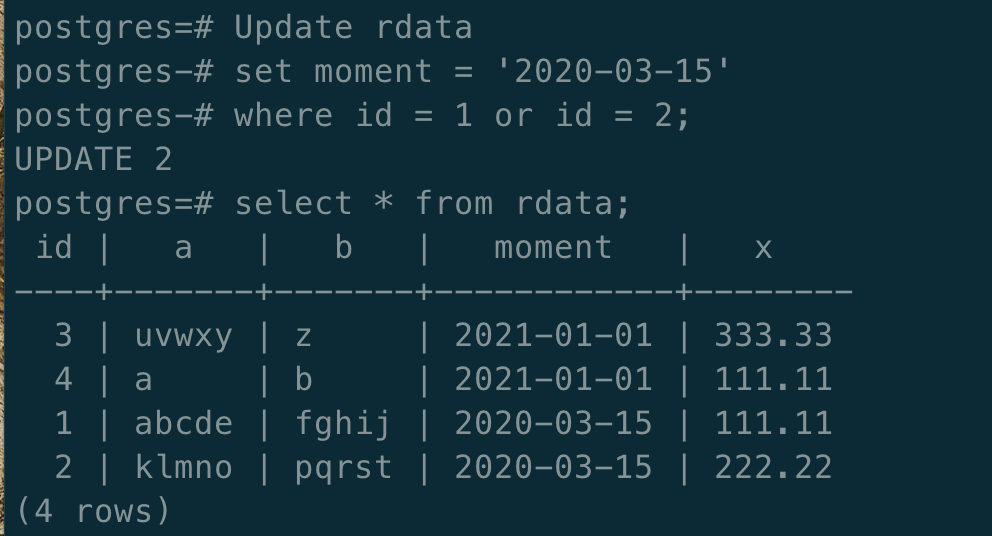 postgres=# Update rdata
postgres-# set moment = '2020-03-15'
postgres-# where id = 1 or id = 2;
UPDATE 2
postgres=# select * from rdata;
 id |   a   |   b   |   moment   |   x
----+-------+-------+------------+--------
  3 | uvwxy | z     | 2021-01-01 | 333.33
  4 | a     | b     | 2021-01-01 | 111.11
  1 | abcde | fghij | 2020-03-15 | 111.11
  2 | klmno | pqrst | 2020-03-15 | 222.22
(4 rows)